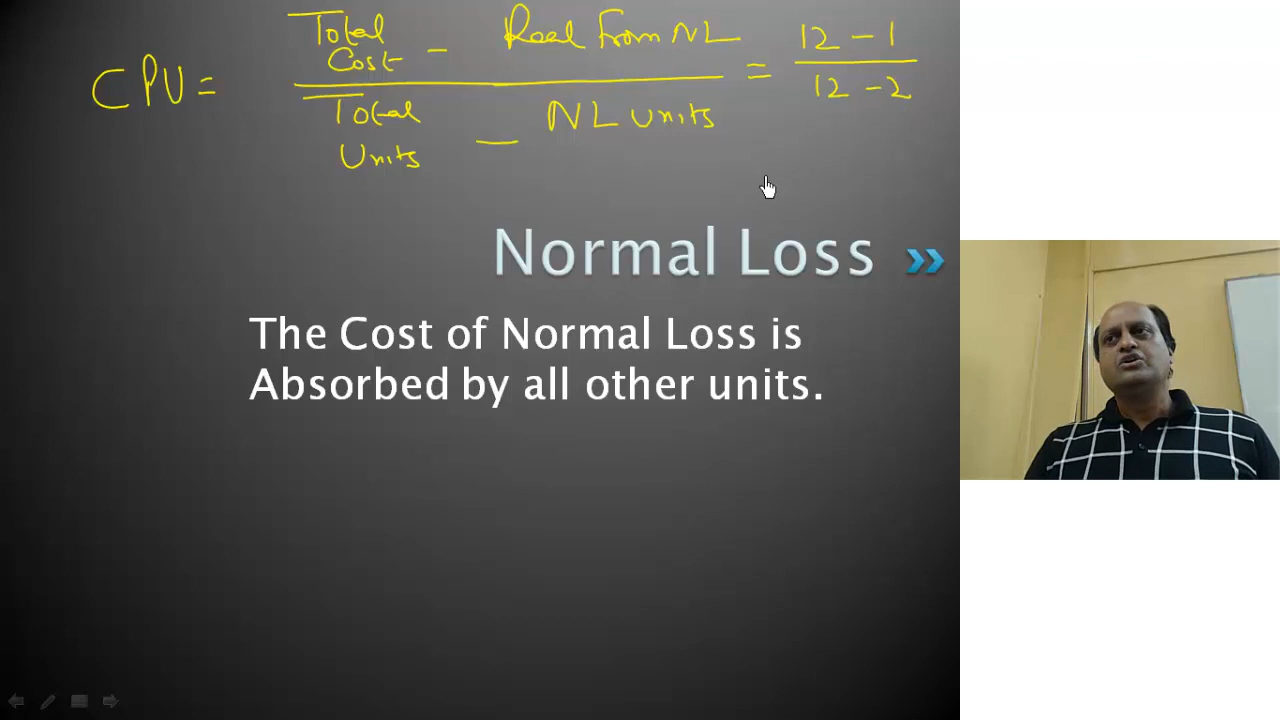 CPU = Total Cost - Real from NL / Total Units - NL Units = 12 - 1 / 12 - 2
Normal Loss
The Cost of Normal Loss is
Absorbed by all other units.